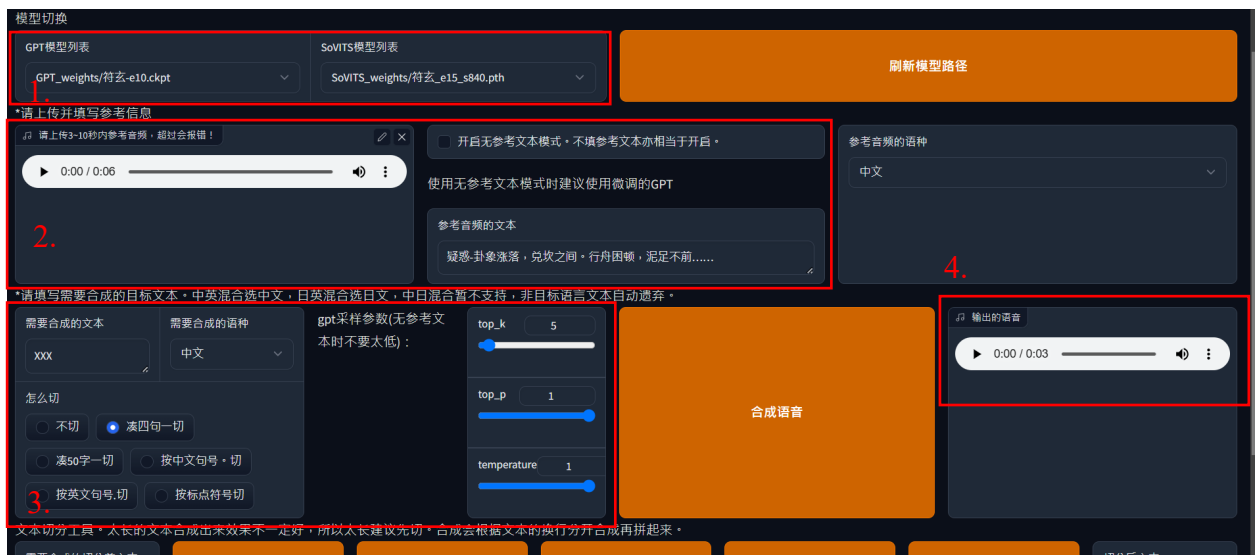 模型切换
GPT模型列表
SoVITS模型列表
GPT_weights/符玄-e10.ckpt
SoVITS_weights/符玄_e15_s840.pth
刷新模型路径
1.
*请上传并填写参考信息
请上传3~10秒内参考音频，超过会报错！
开启无参考文本模式。不填参考文本亦相当于开启。
参考音频的语种
0:00 / 0:06
中文
使用无参考文本模式时建议使用微调的GPT
参考音频的文本
2.
疑惑-卦象涨落，兑坎之间。行舟困顿，泥足不前......
4.
*请填写需要合成的目标文本。中英混合选中文，日英混合选日文，中日混合暂不支持，非目标语言文本自动遗弃。
需要合成的文本
需要合成的语种
gpt采样参数(无参考文
本时不要太低)：
top_k
5
输出的语音
xxx
中文
0:00 / 0:03
怎么切
top_p
1
合成语音
不切
凑四句一切
凑50字一切
按中文句号。切
temperature
1
按英文句号.切
按标点符号切
3.
文本切分工具。太长的文本合成出来效果不一定好，所以太长建议先切。合成会根据文本的换行分开合成再拼起来。